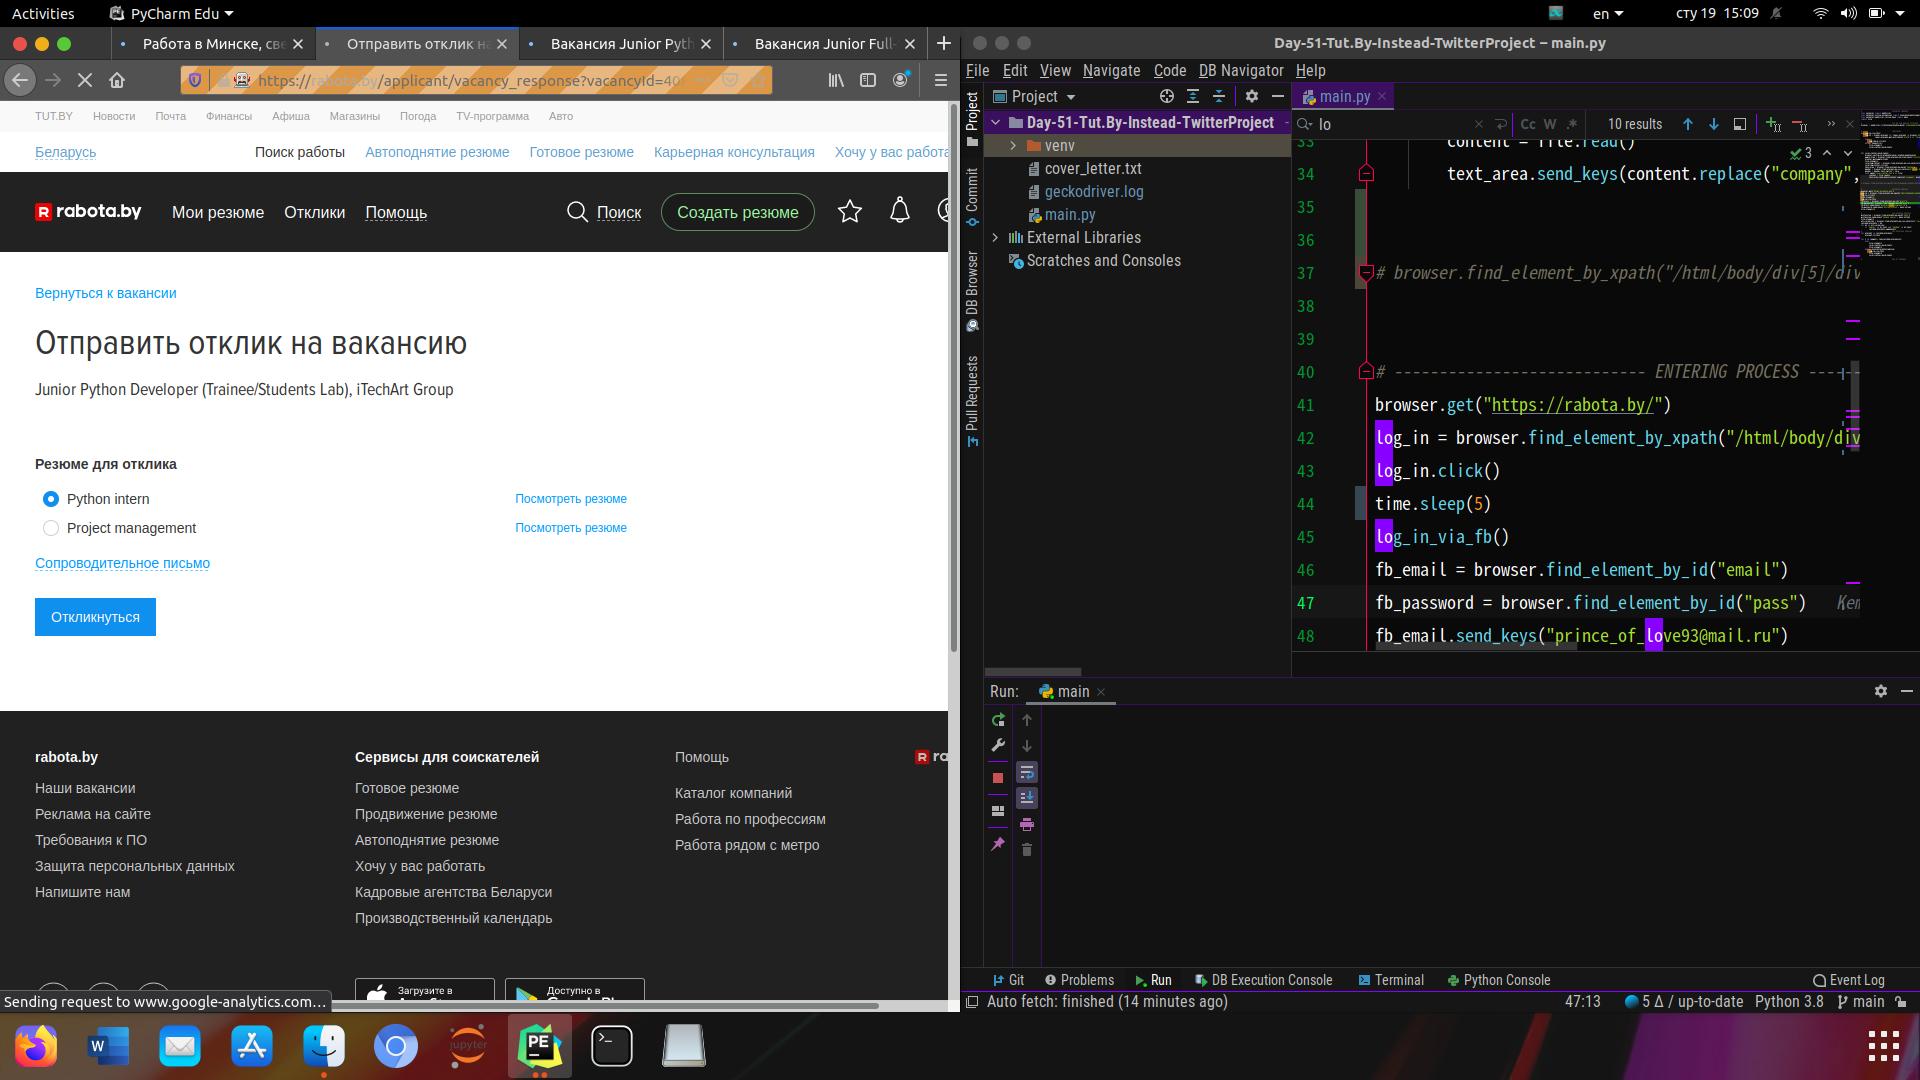 Activities
PyCharm Edu
en
сту 19 15:09
Работа в Минске, све
Отправить отклик на
Вакансия Junior Pyth
Вакансия Junior Full-
https://rabota.by/applicant/vacancy_response?vacancyId=40
TUT.BY Новости Почта Финансы Афиша Магазины Погода TV-программа Авто
Беларусь
Поиск работы Автоподнятие резюме Готовое резюме Карьерная консультация Хочу у вас работа
R rabota.by Мои резюме Отклики Помощь Поиск Создать резюме
Вернуться к вакансии
Отправить отклик на вакансию
Junior Python Developer (Trainee/Students Lab), iTechArt Group
Резюме для отклика
Python intern Посмотреть резюме
Project management Посмотреть резюме
Сопроводительное письмо
Откликнуться
rabota.by
Наши вакансии
Реклама на сайте
Требования к ПО
Защита персональных данных
Напишите нам
Сервисы для соискателей
Готовое резюме
Продвижение резюме
Автоподнятие резюме
Хочу у вас работать
Кадровые агентства Беларуси
Производственный календарь
Помощь
Каталог компаний
Работа по профессиям
Работа рядом с метро
R ra
Загрузите в
Доступно в
Sending request to www.google-analytics.com…
Day-51-Tut.By-Instead-TwitterProject – main.py
File Edit View Navigate Code DB Navigator Help
Project
main.py
Project
Commit
DB Browser
Pull Requests
Day-51-Tut.By-Instead-TwitterProject
venv
cover_letter.txt
geckodriver.log
main.py
External Libraries
Scratches and Consoles
lo
Cc W .*
10 results
3
33 content = file.read()
34 text_area.send_keys(content.replace("company",
35
36
37 # browser.find_element_by_xpath("/html/body/div[5]/div
38
39
40 # ---------------------------- ENTERING PROCESS ------
41 browser.get("https://rabota.by/")
42 log_in = browser.find_element_by_xpath("/html/body/div
43 log_in.click()
44 time.sleep(5)
45 log_in_via_fb()
46 fb_email = browser.find_element_by_id("email")
47 fb_password = browser.find_element_by_id("pass") Kem
48 fb_email.send_keys("prince_of_love93@mail.ru")
Run: main
Git Problems Run DB Execution Console Terminal Python Console Event Log
Auto fetch: finished (14 minutes ago)
47:13
5 Δ / up-to-date
Python 3.8
main
W
jupyter
PE